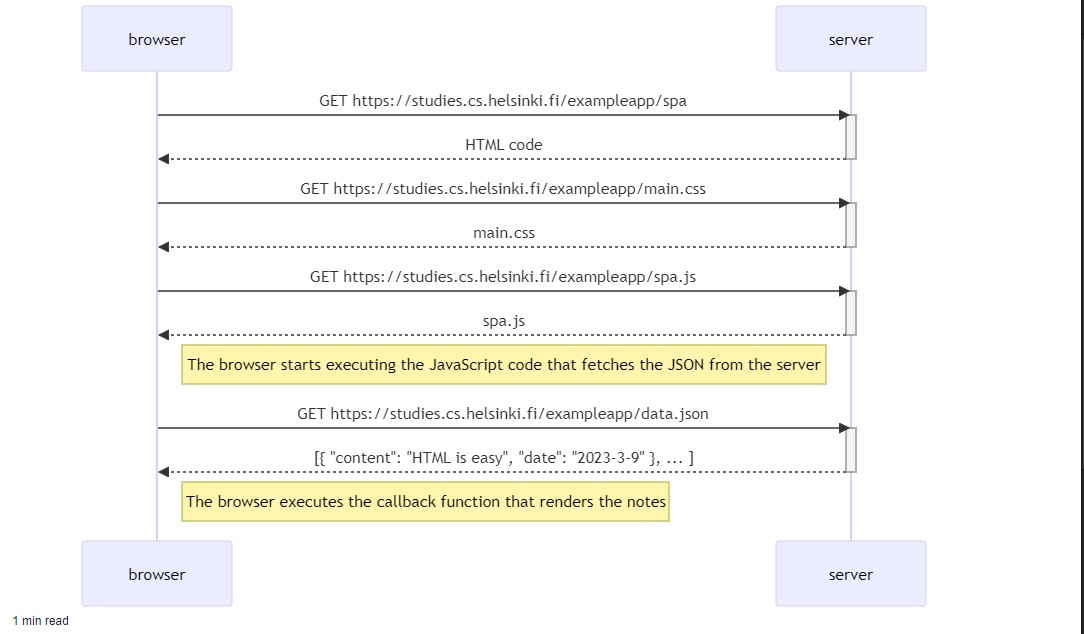 browser
server
GET https://studies.cs.helsinki.fi/exampleapp/spa
HTML code
GET https://studies.cs.helsinki.fi/exampleapp/main.css
main.css
GET https://studies.cs.helsinki.fi/exampleapp/spa.js
spa.js
The browser starts executing the JavaScript code that fetches the JSON from the server
GET https://studies.cs.helsinki.fi/exampleapp/data.json
[{ "content": "HTML is easy", "date": "2023-3-9" }, ... ]
The browser executes the callback function that renders the notes
browser
server
1 min read